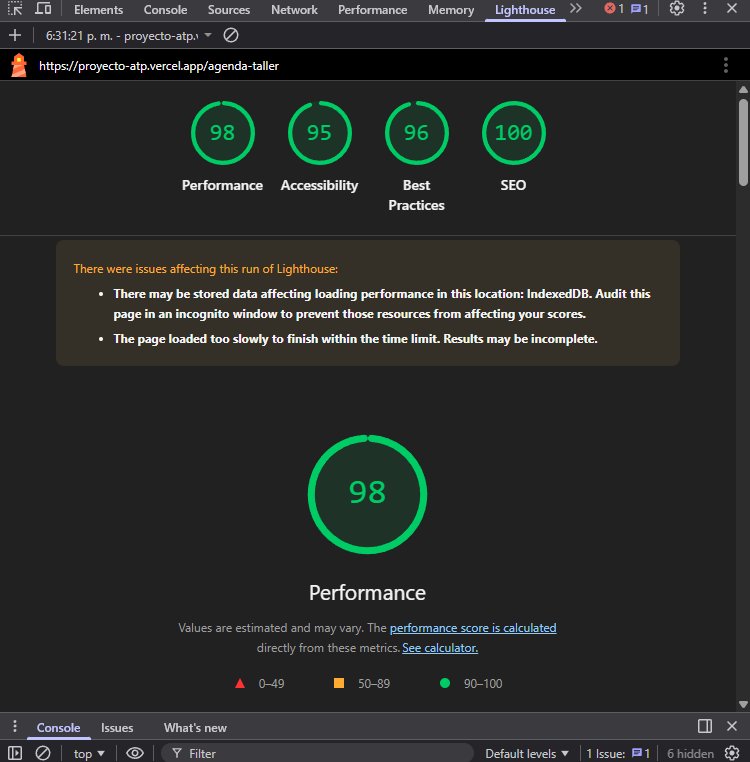 Elements Console Sources Network Performance Memory Lighthouse 1 1
6:31:21 p. m. - proyecto-atp.v
https://proyecto-atp.vercel.app/agenda-taller
98 95 96 100
Performance Accessibility Best Practices SEO
There were issues affecting this run of Lighthouse:
• There may be stored data affecting loading performance in this location: IndexedDB. Audit this
page in an incognito window to prevent those resources from affecting your scores.
• The page loaded too slowly to finish within the time limit. Results may be incomplete.
98
Performance
Values are estimated and may vary. The performance score is calculated
directly from these metrics. See calculator.
0–49 50–89 90–100
Console Issues What's new
top Filter Default levels 1 Issue: 1 6 hidden